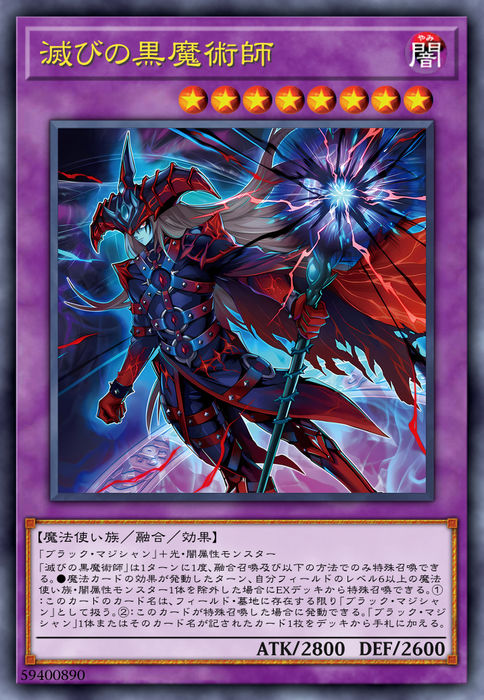 滅びの黒魔術師
やみ
闇
【魔法使い族／融合／効果】
「ブラック・マジシャン」＋光・闇属性モンスター
「滅びの黒魔術師」は1ターンに1度、融合召喚及び以下の方法でのみ特殊召喚でき
る。●魔法カードの効果が発動したターン、自分フィールドのレベル6以上の魔法
使い族・闇属性モンスター1体を除外した場合にEXデッキから特殊召喚できる。①
：このカードのカード名は、フィールド・墓地に存在する限り「ブラック・マジシャ
ン」として扱う。②：このカードが特殊召喚した場合に発動できる。「ブラック・マジ
シャン」1体またはそのカード名が記されたカード1枚をデッキから手札に加える。
ATK/2800 DEF/2600
59400890